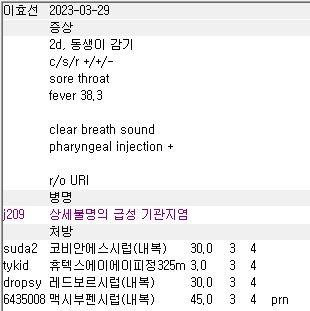 이효선 2023-03-29
증상
2d, 동생이 감기
c/s/r +/+/-
sore throat
fever 38.3
clear breath sound
pharyngeal injection +
r/o URI
병명
j209 상세불명의 급성 기관지염
처방
suda2 코비안에스시럽(내복) 30,0 3 4
tykid 휴텍스에이에이피정325m 3,0 3 4
dropsy 레드보르시럽(내복) 30,0 3 4
6435008 맥시부펜시럽(내복) 45,0 3 4 prn